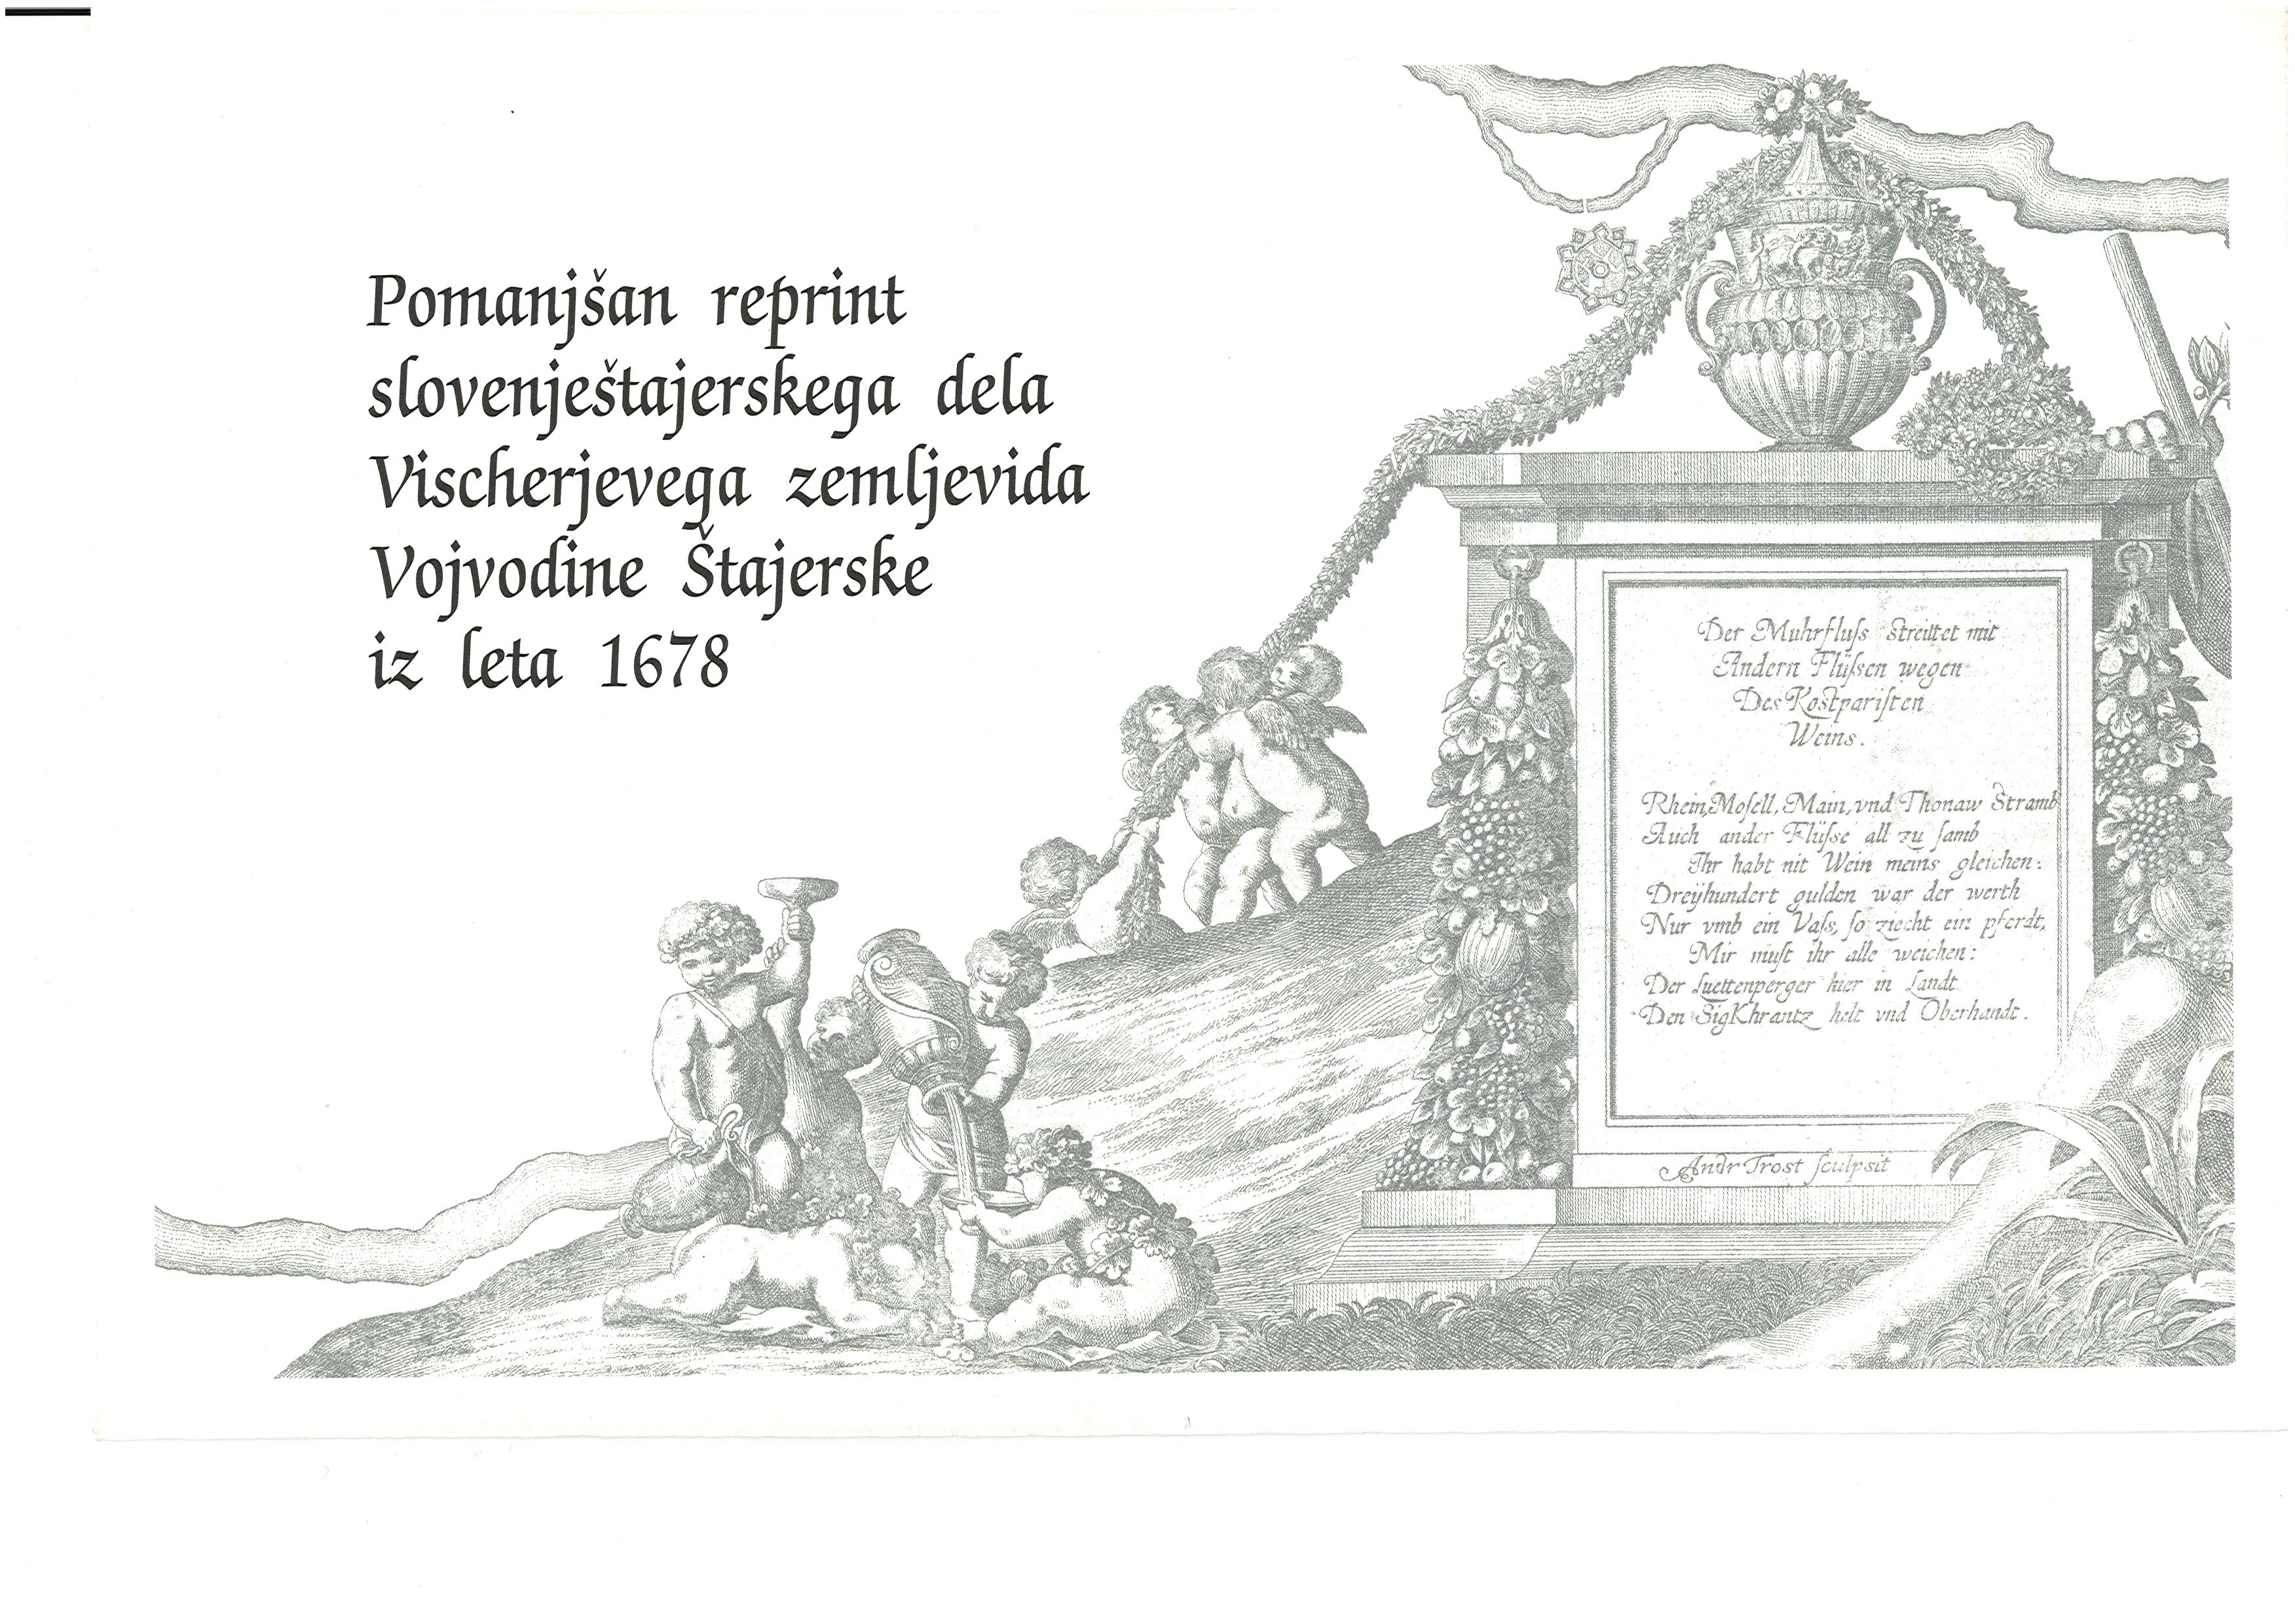 Pomanjšan reprint
slovenještajerskega dela
Vischerjevega zemljevida
Vojvodine Štajerske
iz leta 1678
Der Muhrfluſs Streittet mit
Andern Flüſsen wegen
Des Koſtpariſten
Weins.
Rhein, Moſell, Main, vnd Thonaw Stramb
Auch ander Flüſse all zu ſamb
Ihr habt nit Wein meins gleichen:
Dreÿhundert gulden war der werth
Nur vmb ein Vaſs, ſo ziecht ein pferdt,
Mir muſt ihr alle weichen:
Der Luettenperger hier in Landt
Den SigKhrantz helt vnd Oberhandt.
Andr Trost ſculpsit